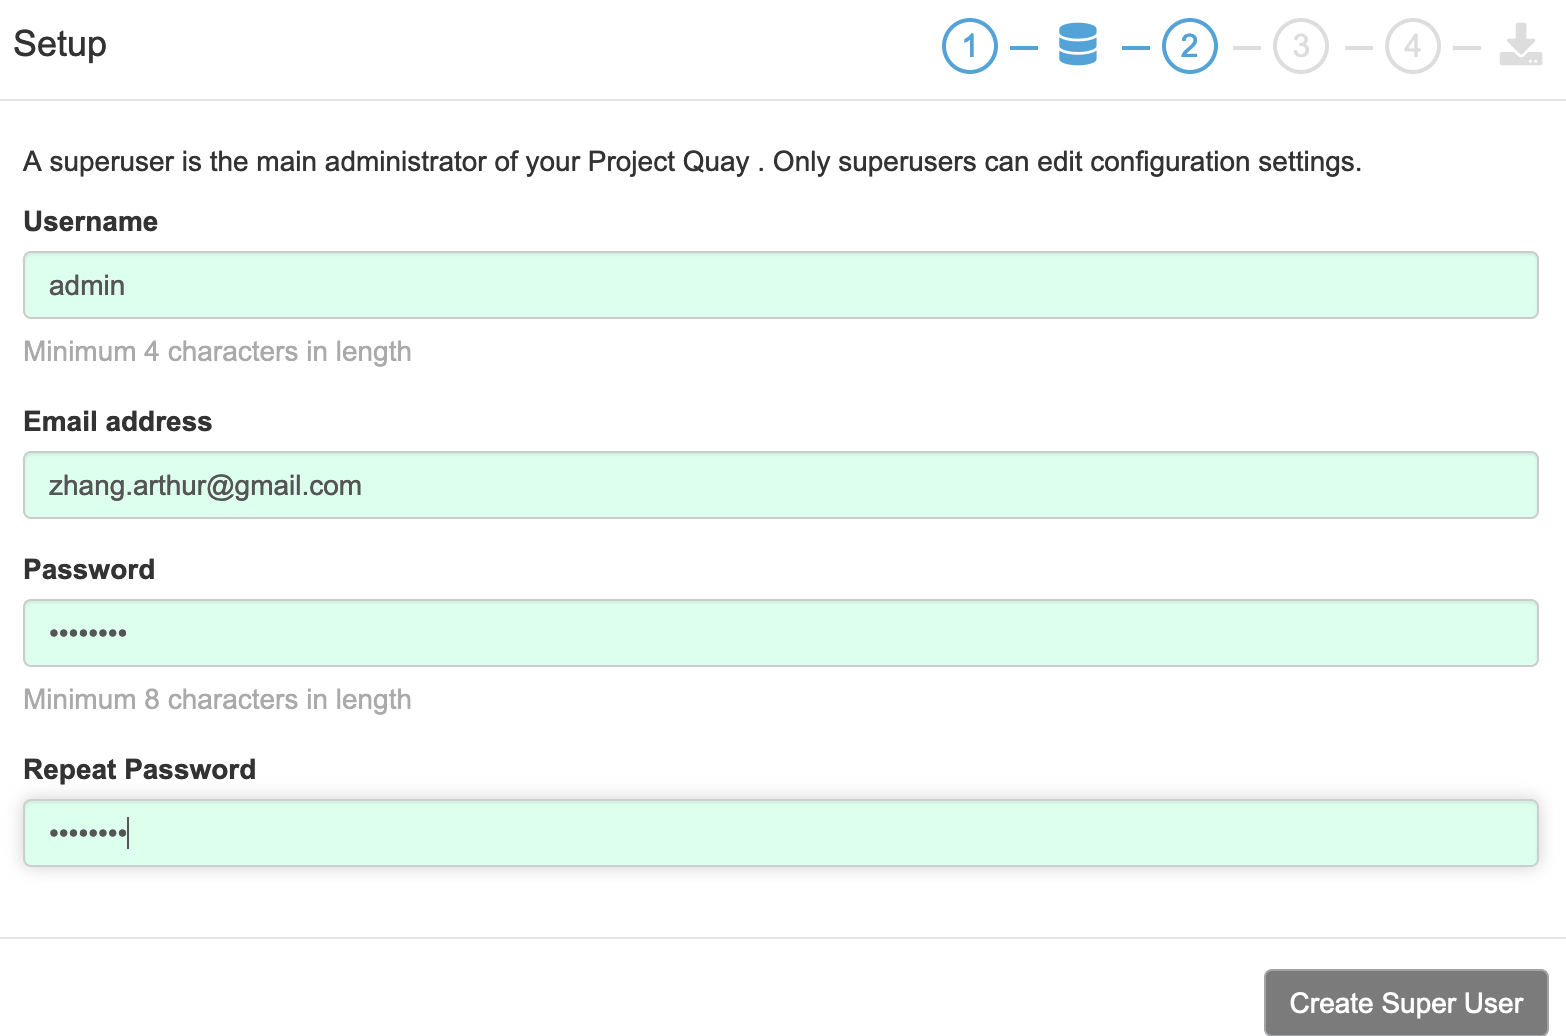 Setup
1 2 3 4
A superuser is the main administrator of your Project Quay . Only superusers can edit configuration settings.
Username
admin
Minimum 4 characters in length
Email address
zhang.arthur@gmail.com
Password
••••••••
Minimum 8 characters in length
Repeat Password
••••••••
Create Super User